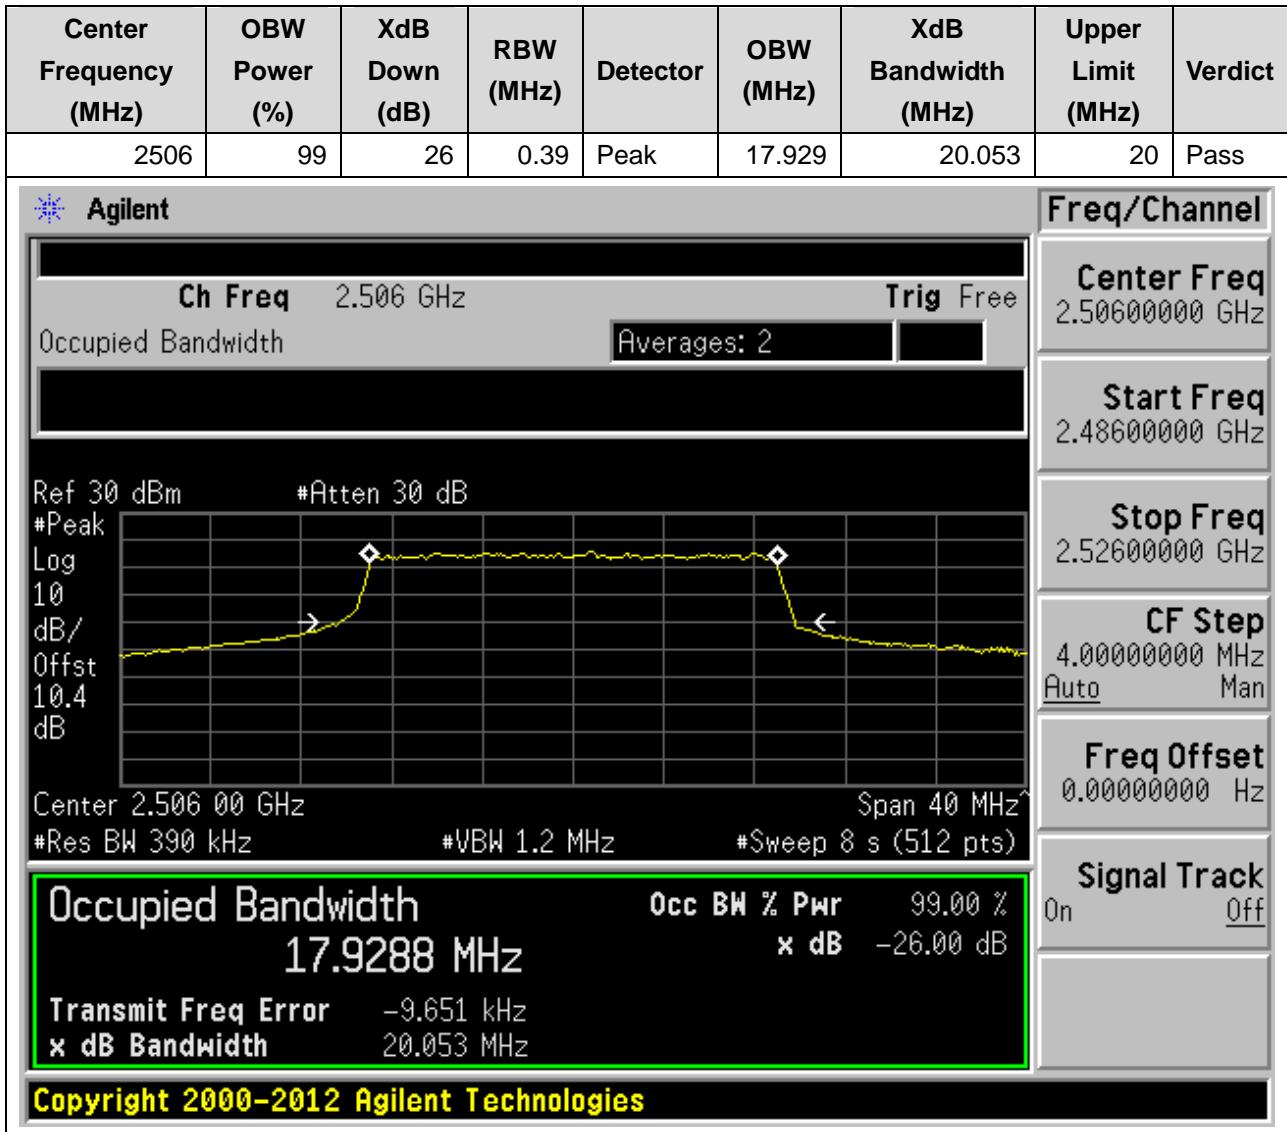 Center Frequency (MHz) OBW Power (%) XdB Down (dB) RBW (MHz) Detector OBW (MHz) XdB Bandwidth (MHz) Upper Limit (MHz) Verdict
2506 99 26 0.39 Peak 17.929 20.053 20 Pass
Agilent
Freq/Channel
Ch Freq 2.506 GHz Trig Free
Occupied Bandwidth Averages: 2
Center Freq
2.50600000 GHz
Start Freq
2.48600000 GHz
Stop Freq
2.52600000 GHz
CF Step
4.00000000 MHz
Auto Man
Freq Offset
0.00000000 Hz
Signal Track
On Off
Ref 30 dBm #Atten 30 dB
#Peak
Log
10
dB/
Offst
10.4
dB
Center 2.506 00 GHz Span 40 MHz^
#Res BW 390 kHz #VBW 1.2 MHz #Sweep 8 s (512 pts)
Occupied Bandwidth Occ BW % Pwr 99.00 %
17.9288 MHz x dB -26.00 dB
Transmit Freq Error -9.651 kHz
x dB Bandwidth 20.053 MHz
Copyright 2000-2012 Agilent Technologies